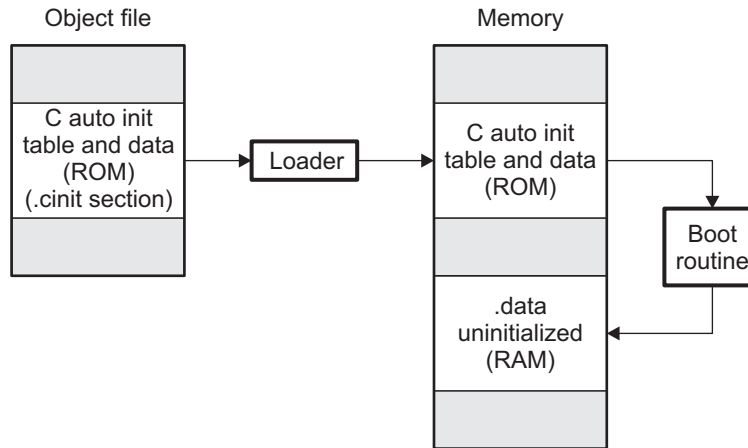 Object file
C auto init
table and data
(ROM)
(.cinit section)
Loader
Memory
C auto init
table and data
(ROM)
.data
uninitialized
(RAM)
Boot
routine